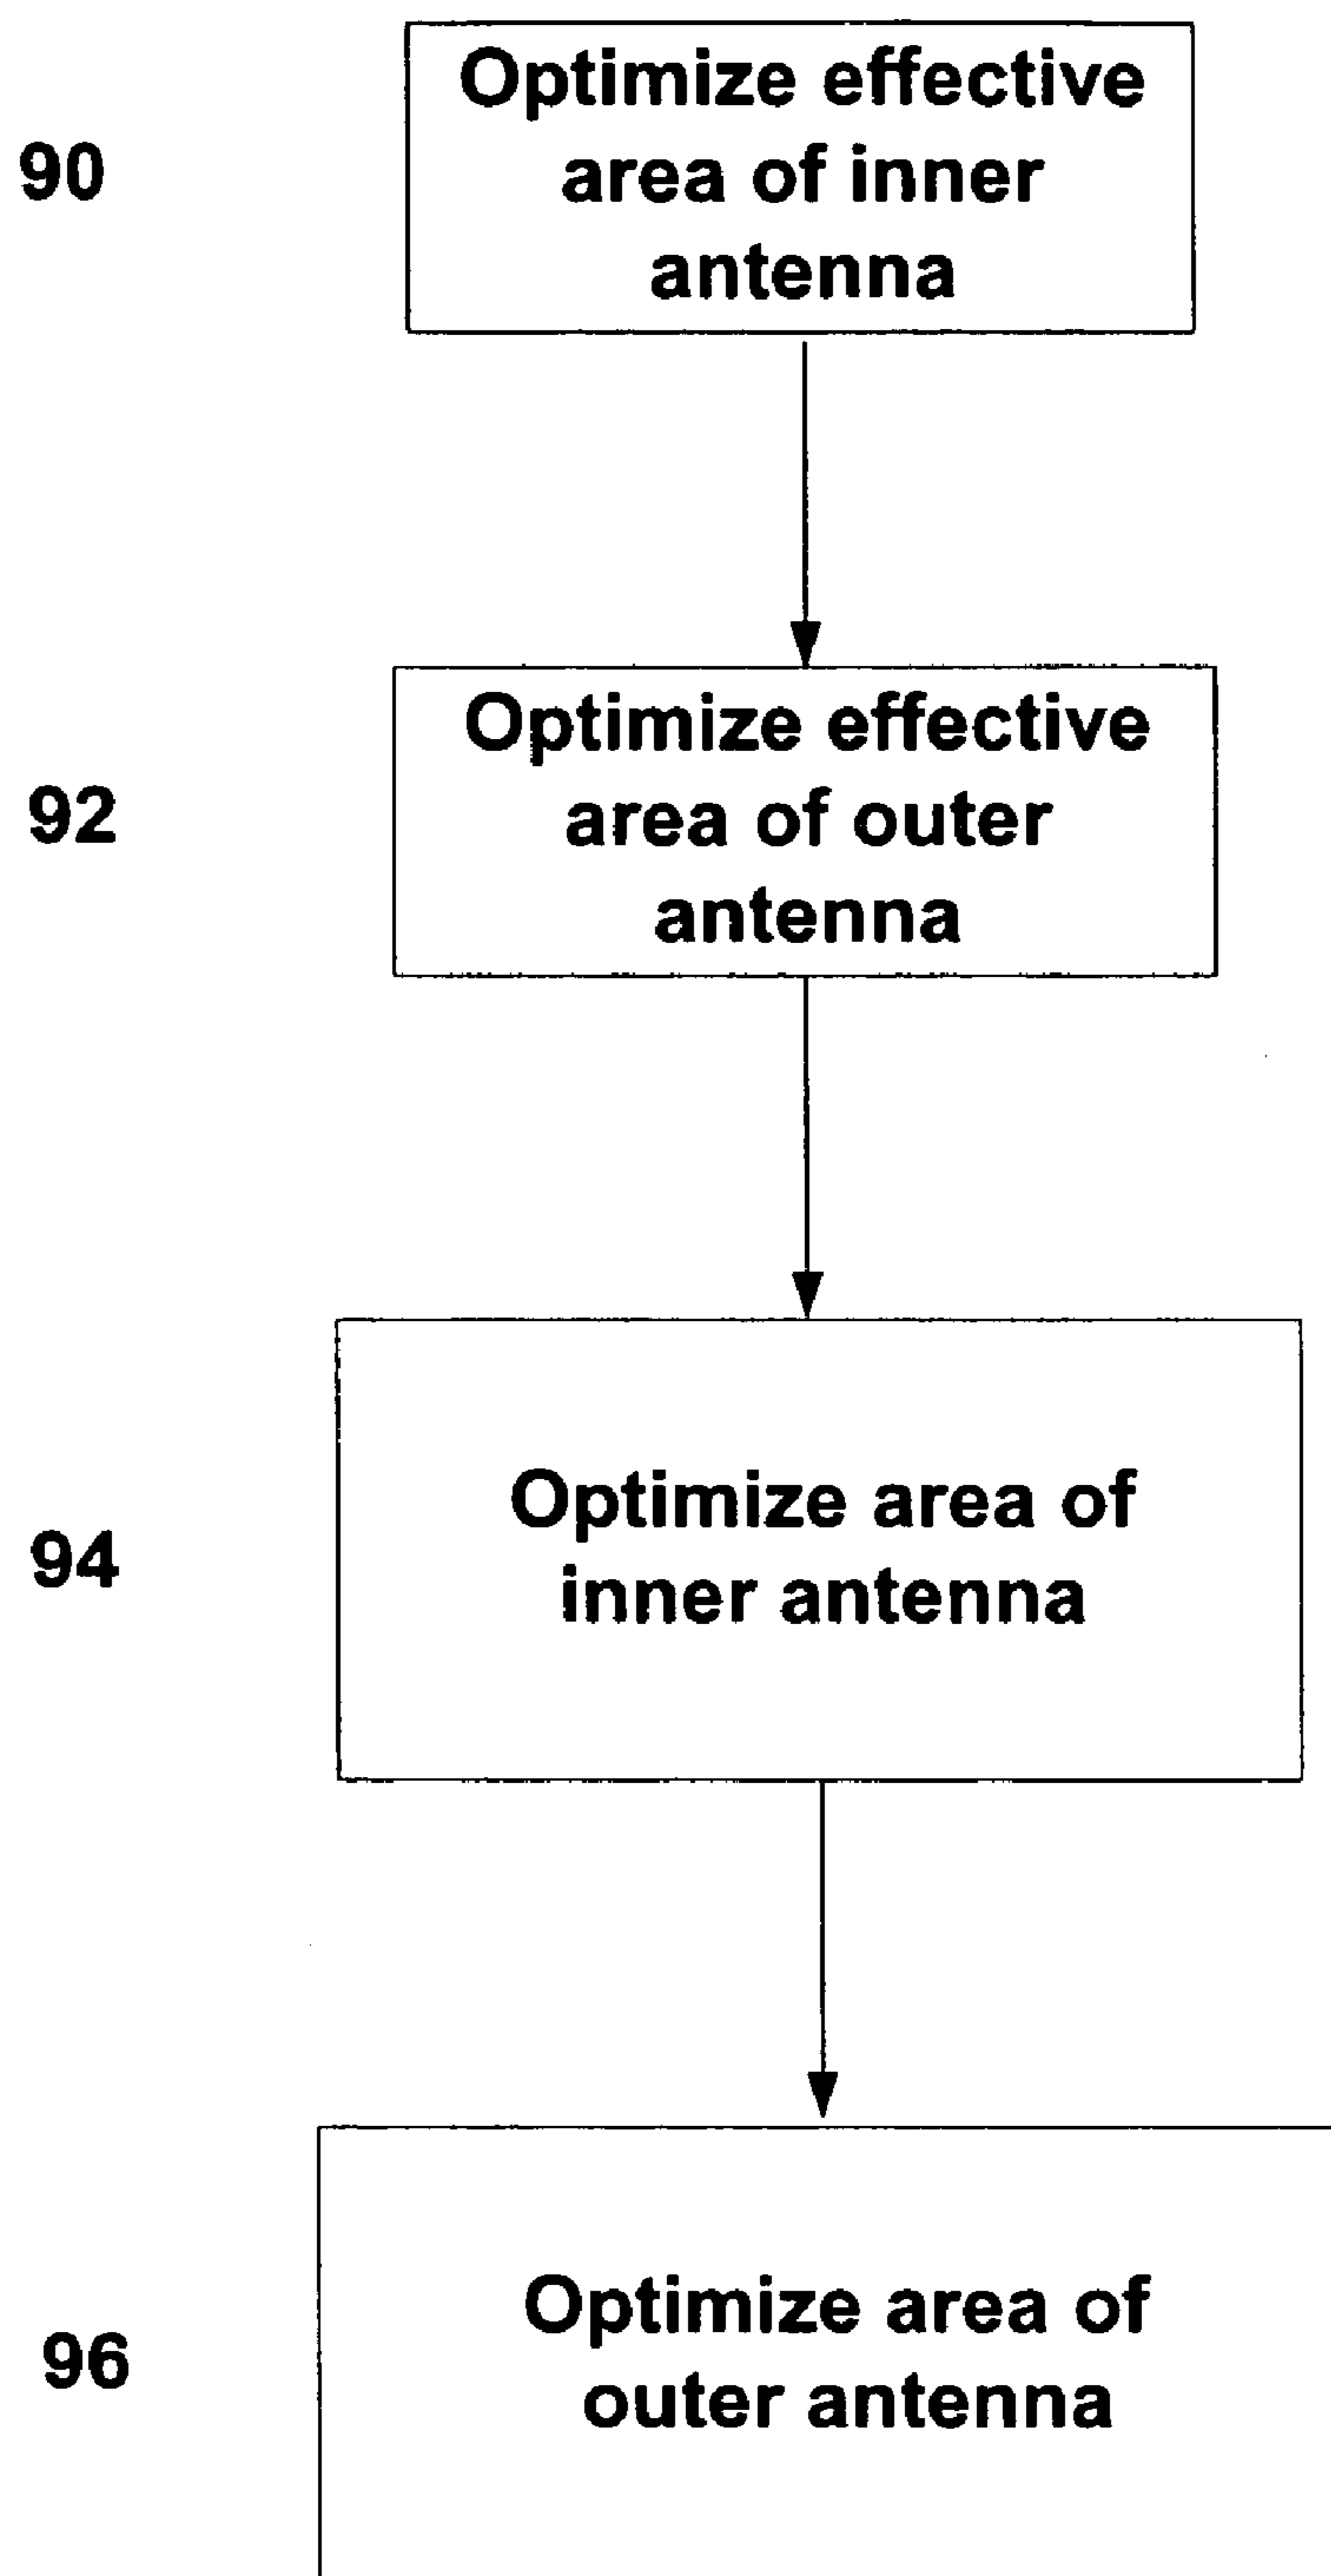 90
Optimize effective
area of inner
antenna
92
Optimize effective
area of outer
antenna
94
Optimize area of
inner antenna
96
Optimize area of
outer antenna